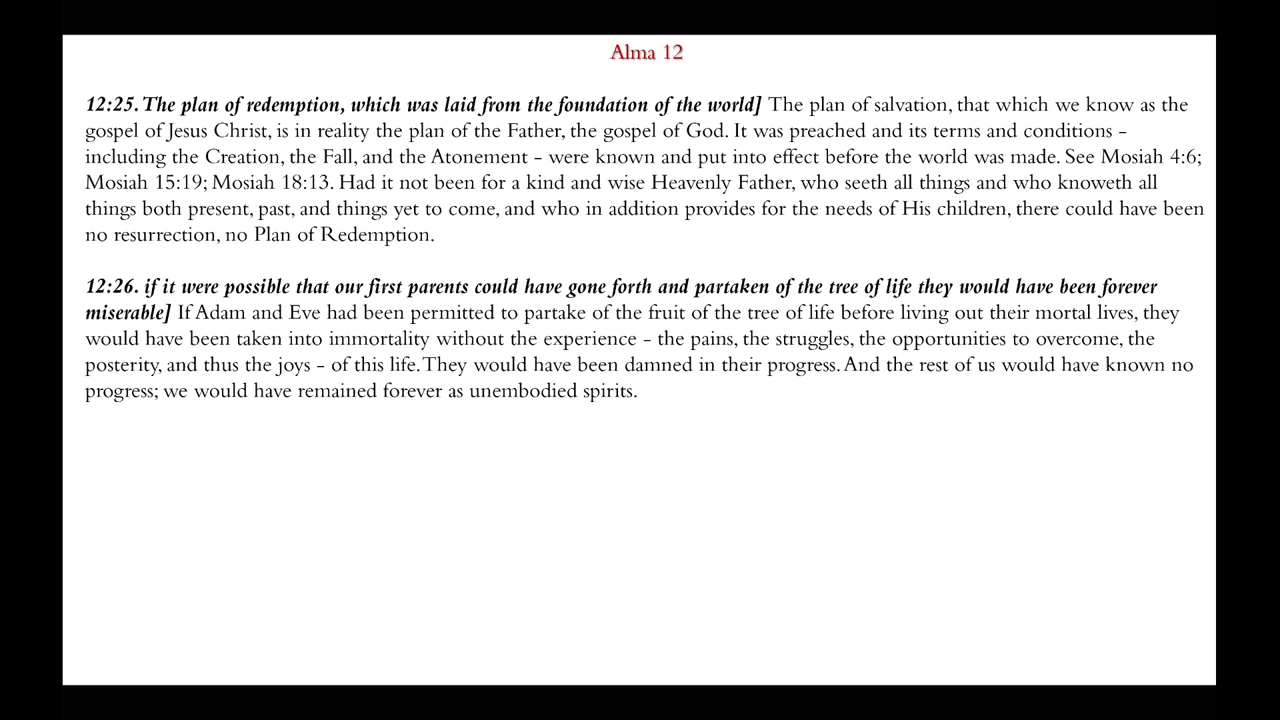 Alma 12
12:25. The plan of redemption, which was laid from the foundation of the world] The plan of salvation, that which we know as the
gospel of Jesus Christ, is in reality the plan of the Father, the gospel of God. It was preached and its terms and conditions -
including the Creation, the Fall, and the Atonement - were known and put into effect before the world was made. See Mosiah 4:6;
Mosiah 15:19; Mosiah 18:13. Had it not been for a kind and wise Heavenly Father, who seeth all things and who knoweth all
things both present, past, and things yet to come, and who in addition provides for the needs of His children, there could have been
no resurrection, no Plan of Redemption.
12:26. if it were possible that our first parents could have gone forth and partaken of the tree of life they would have been forever
miserable] If Adam and Eve had been permitted to partake of the fruit of the tree of life before living out their mortal lives, they
would have been taken into immortality without the experience - the pains, the struggles, the opportunities to overcome, the
posterity, and thus the joys - of this life. They would have been damned in their progress. And the rest of us would have known no
progress; we would have remained forever as unembodied spirits.